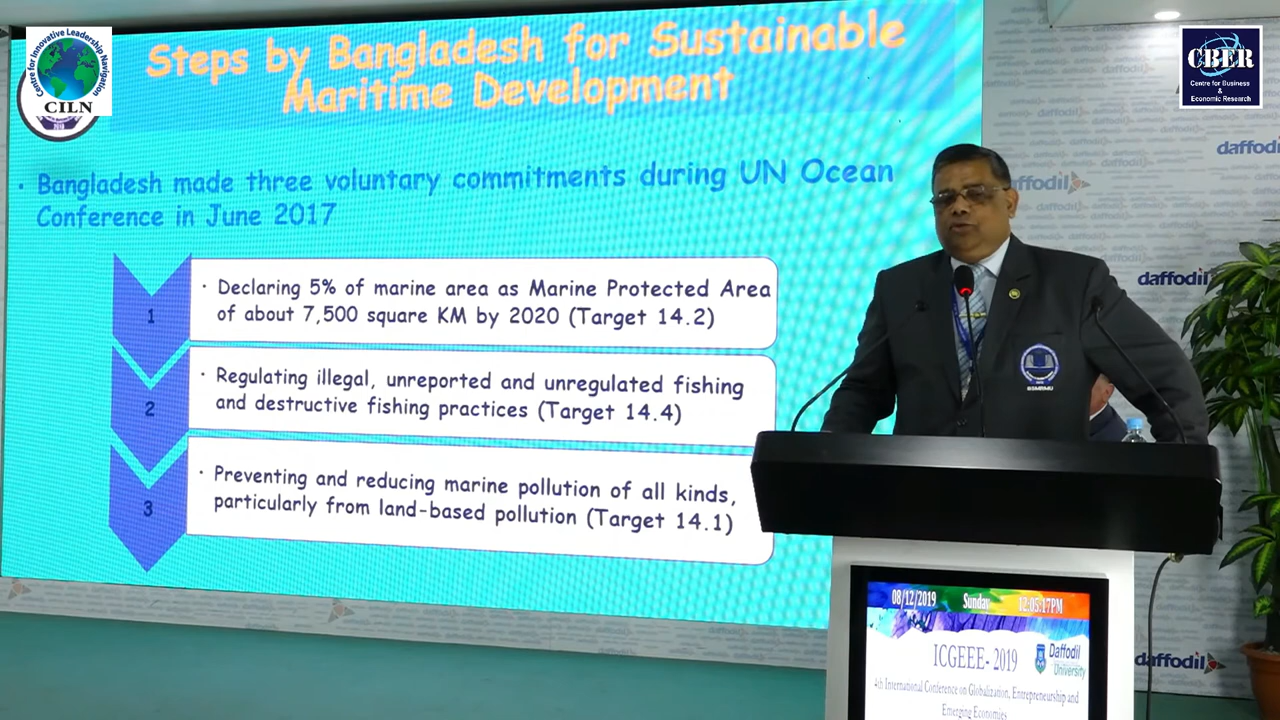 Centre for Innovative Leadership Navigation
CILN
Steps by Bangladesh for Sustainable
Maritime Development
CBER
Centre for Business
&
Economic Research
• Bangladesh made three voluntary commitments during UN Ocean
Conference in June 2017
1
• Declaring 5% of marine area as Marine Protected Area
of about 7,500 square KM by 2020 (Target 14.2)
2
• Regulating illegal, unreported and unregulated fishing
and destructive fishing practices (Target 14.4)
3
• Preventing and reducing marine pollution of all kinds,
particularly from land-based pollution (Target 14.1)
daffodil
daffodil
daffodil
08/12/2019 Sunday 12:05:17PM
ICGEEE- 2019
Daffodil
University
4th International Conference on Globalization, Entrepreneurship and
Emerging Economies
daffodil